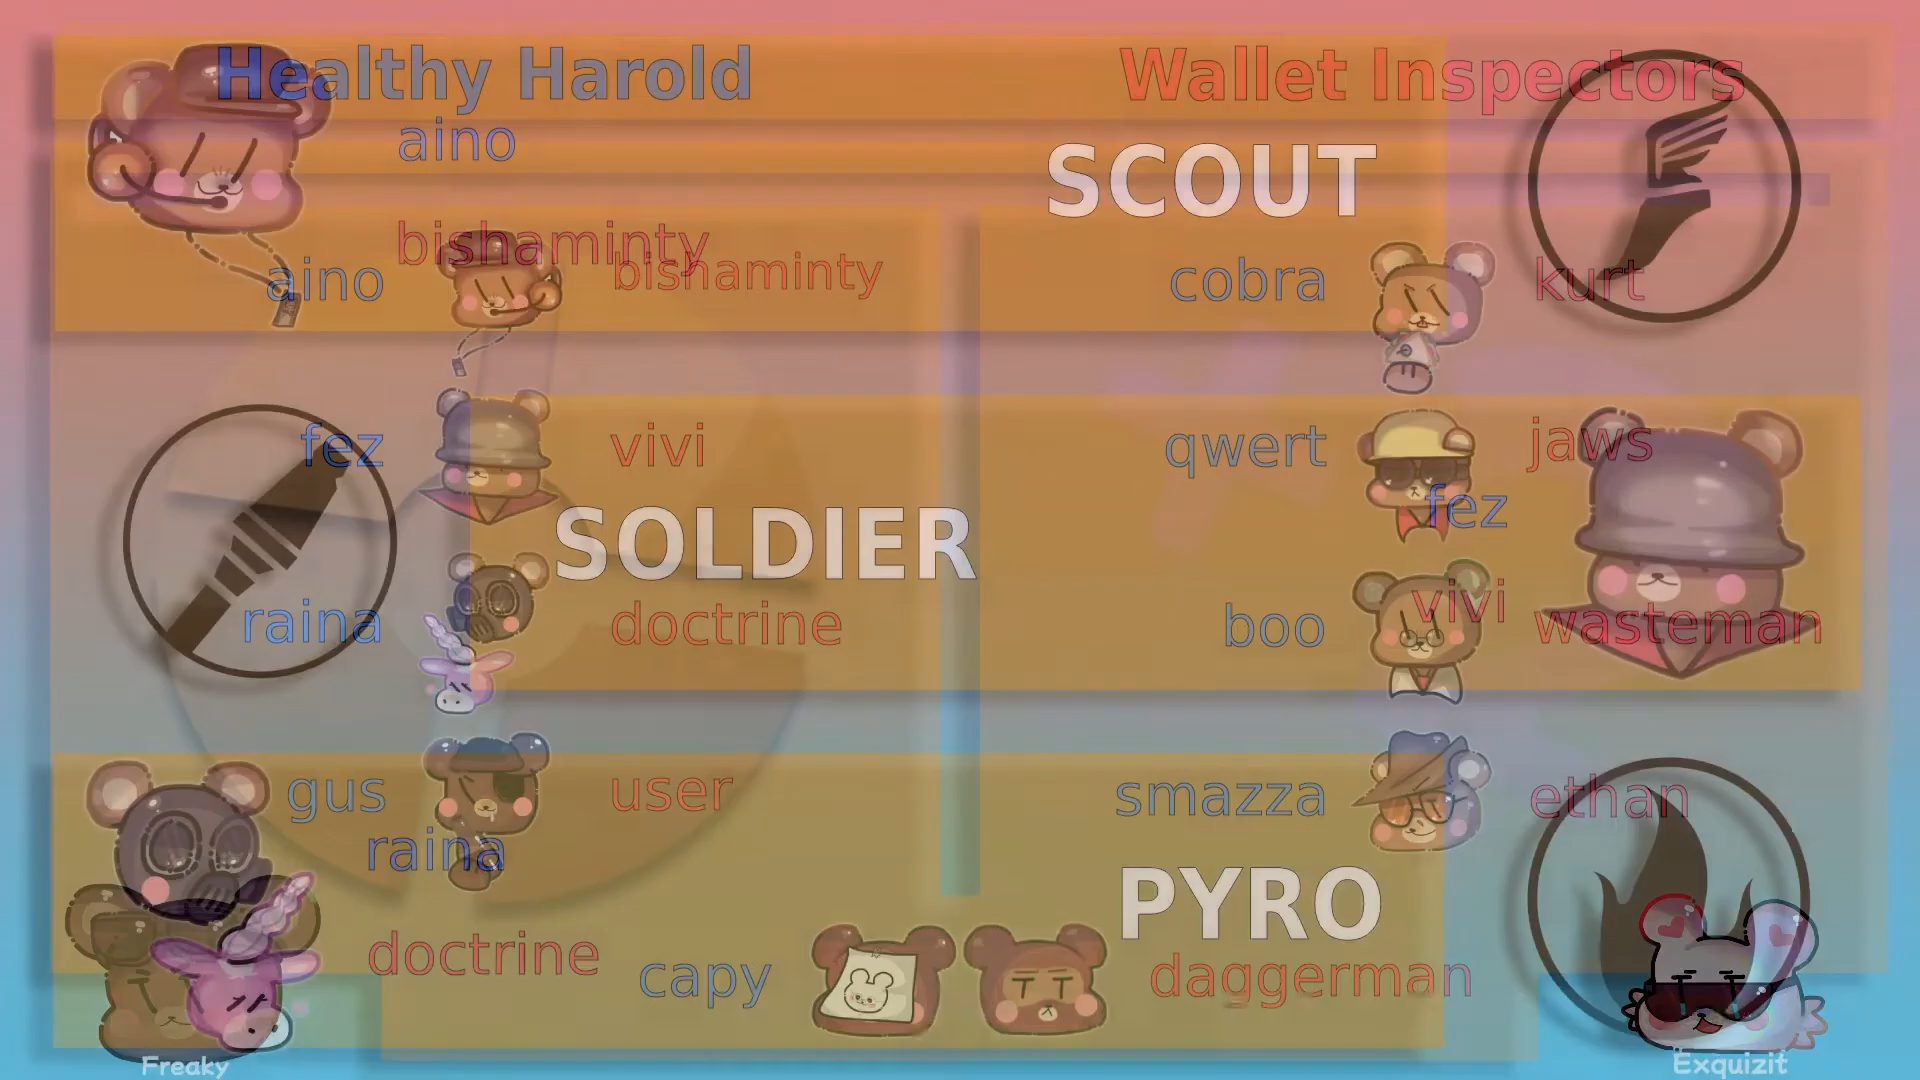 Healthy Harold
Wallet Inspectors
aino
SCOUT
bishaminty
aino
bishaminty
cobra
kurt
fez
vivi
qwert
jaws
fez
SOLDIER
raina
doctrine
boo
vivi
wasteman
gus
user
smazza
ethan
raina
PYRO
doctrine
capy
daggerman
Freaky
Exquizit